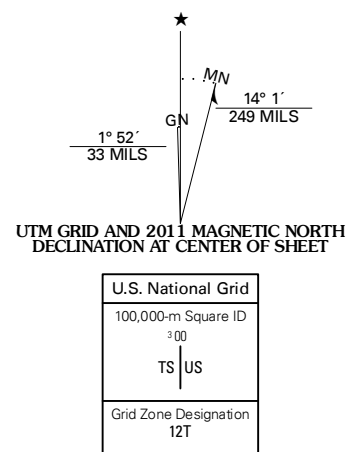 ★
MN
GN
14° 1´
249 MILS
1° 52´
33 MILS
UTM GRID AND 2011 MAGNETIC NORTH
DECLINATION AT CENTER OF SHEET
U.S. National Grid
100,000-m Square ID
³00
TS US
Grid Zone Designation
12T